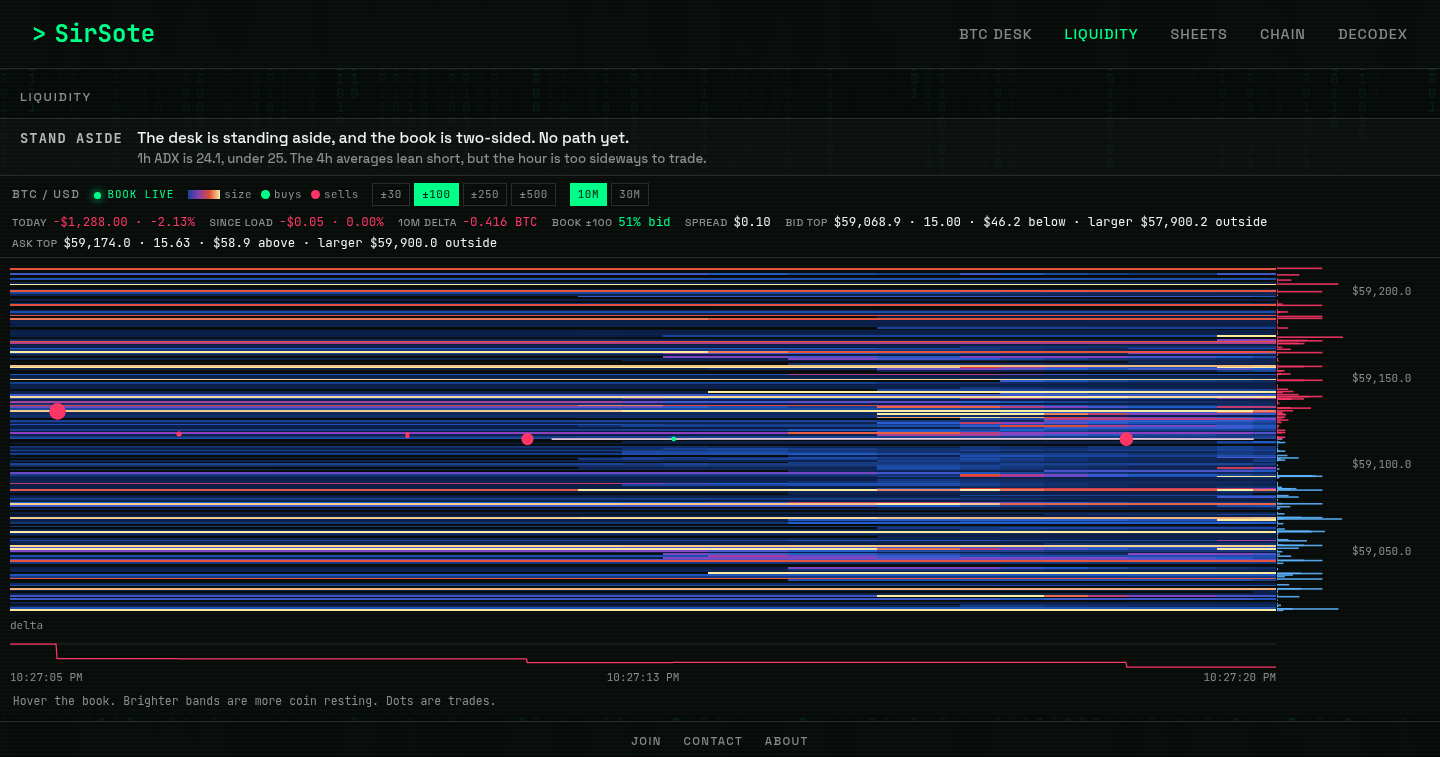 > SirSote
BTC DESK LIQUIDITY SHEETS CHAIN DECODEX
LIQUIDITY
STAND ASIDE The desk is standing aside, and the book is two-sided. No path yet.
1h ADX is 24.1, under 25. The 4h averages lean short, but the hour is too sideways to trade.
BTC / USD BOOK LIVE size buys sells ±30 ±100 ±250 ±500 10M 30M
TODAY -$1,288.00 · -2.13% SINCE LOAD -$0.05 · 0.00% 10M DELTA -0.416 BTC BOOK ±100 51% bid SPREAD $0.10 BID TOP $59,068.9 · 15.00 · $46.2 below · larger $57,900.2 outside
ASK TOP $59,174.0 · 15.63 · $58.9 above · larger $59,900.0 outside
$59,200.0
$59,150.0
$59,100.0
$59,050.0
delta
10:27:05 PM 10:27:13 PM 10:27:20 PM
Hover the book. Brighter bands are more coin resting. Dots are trades.
JOIN CONTACT ABOUT